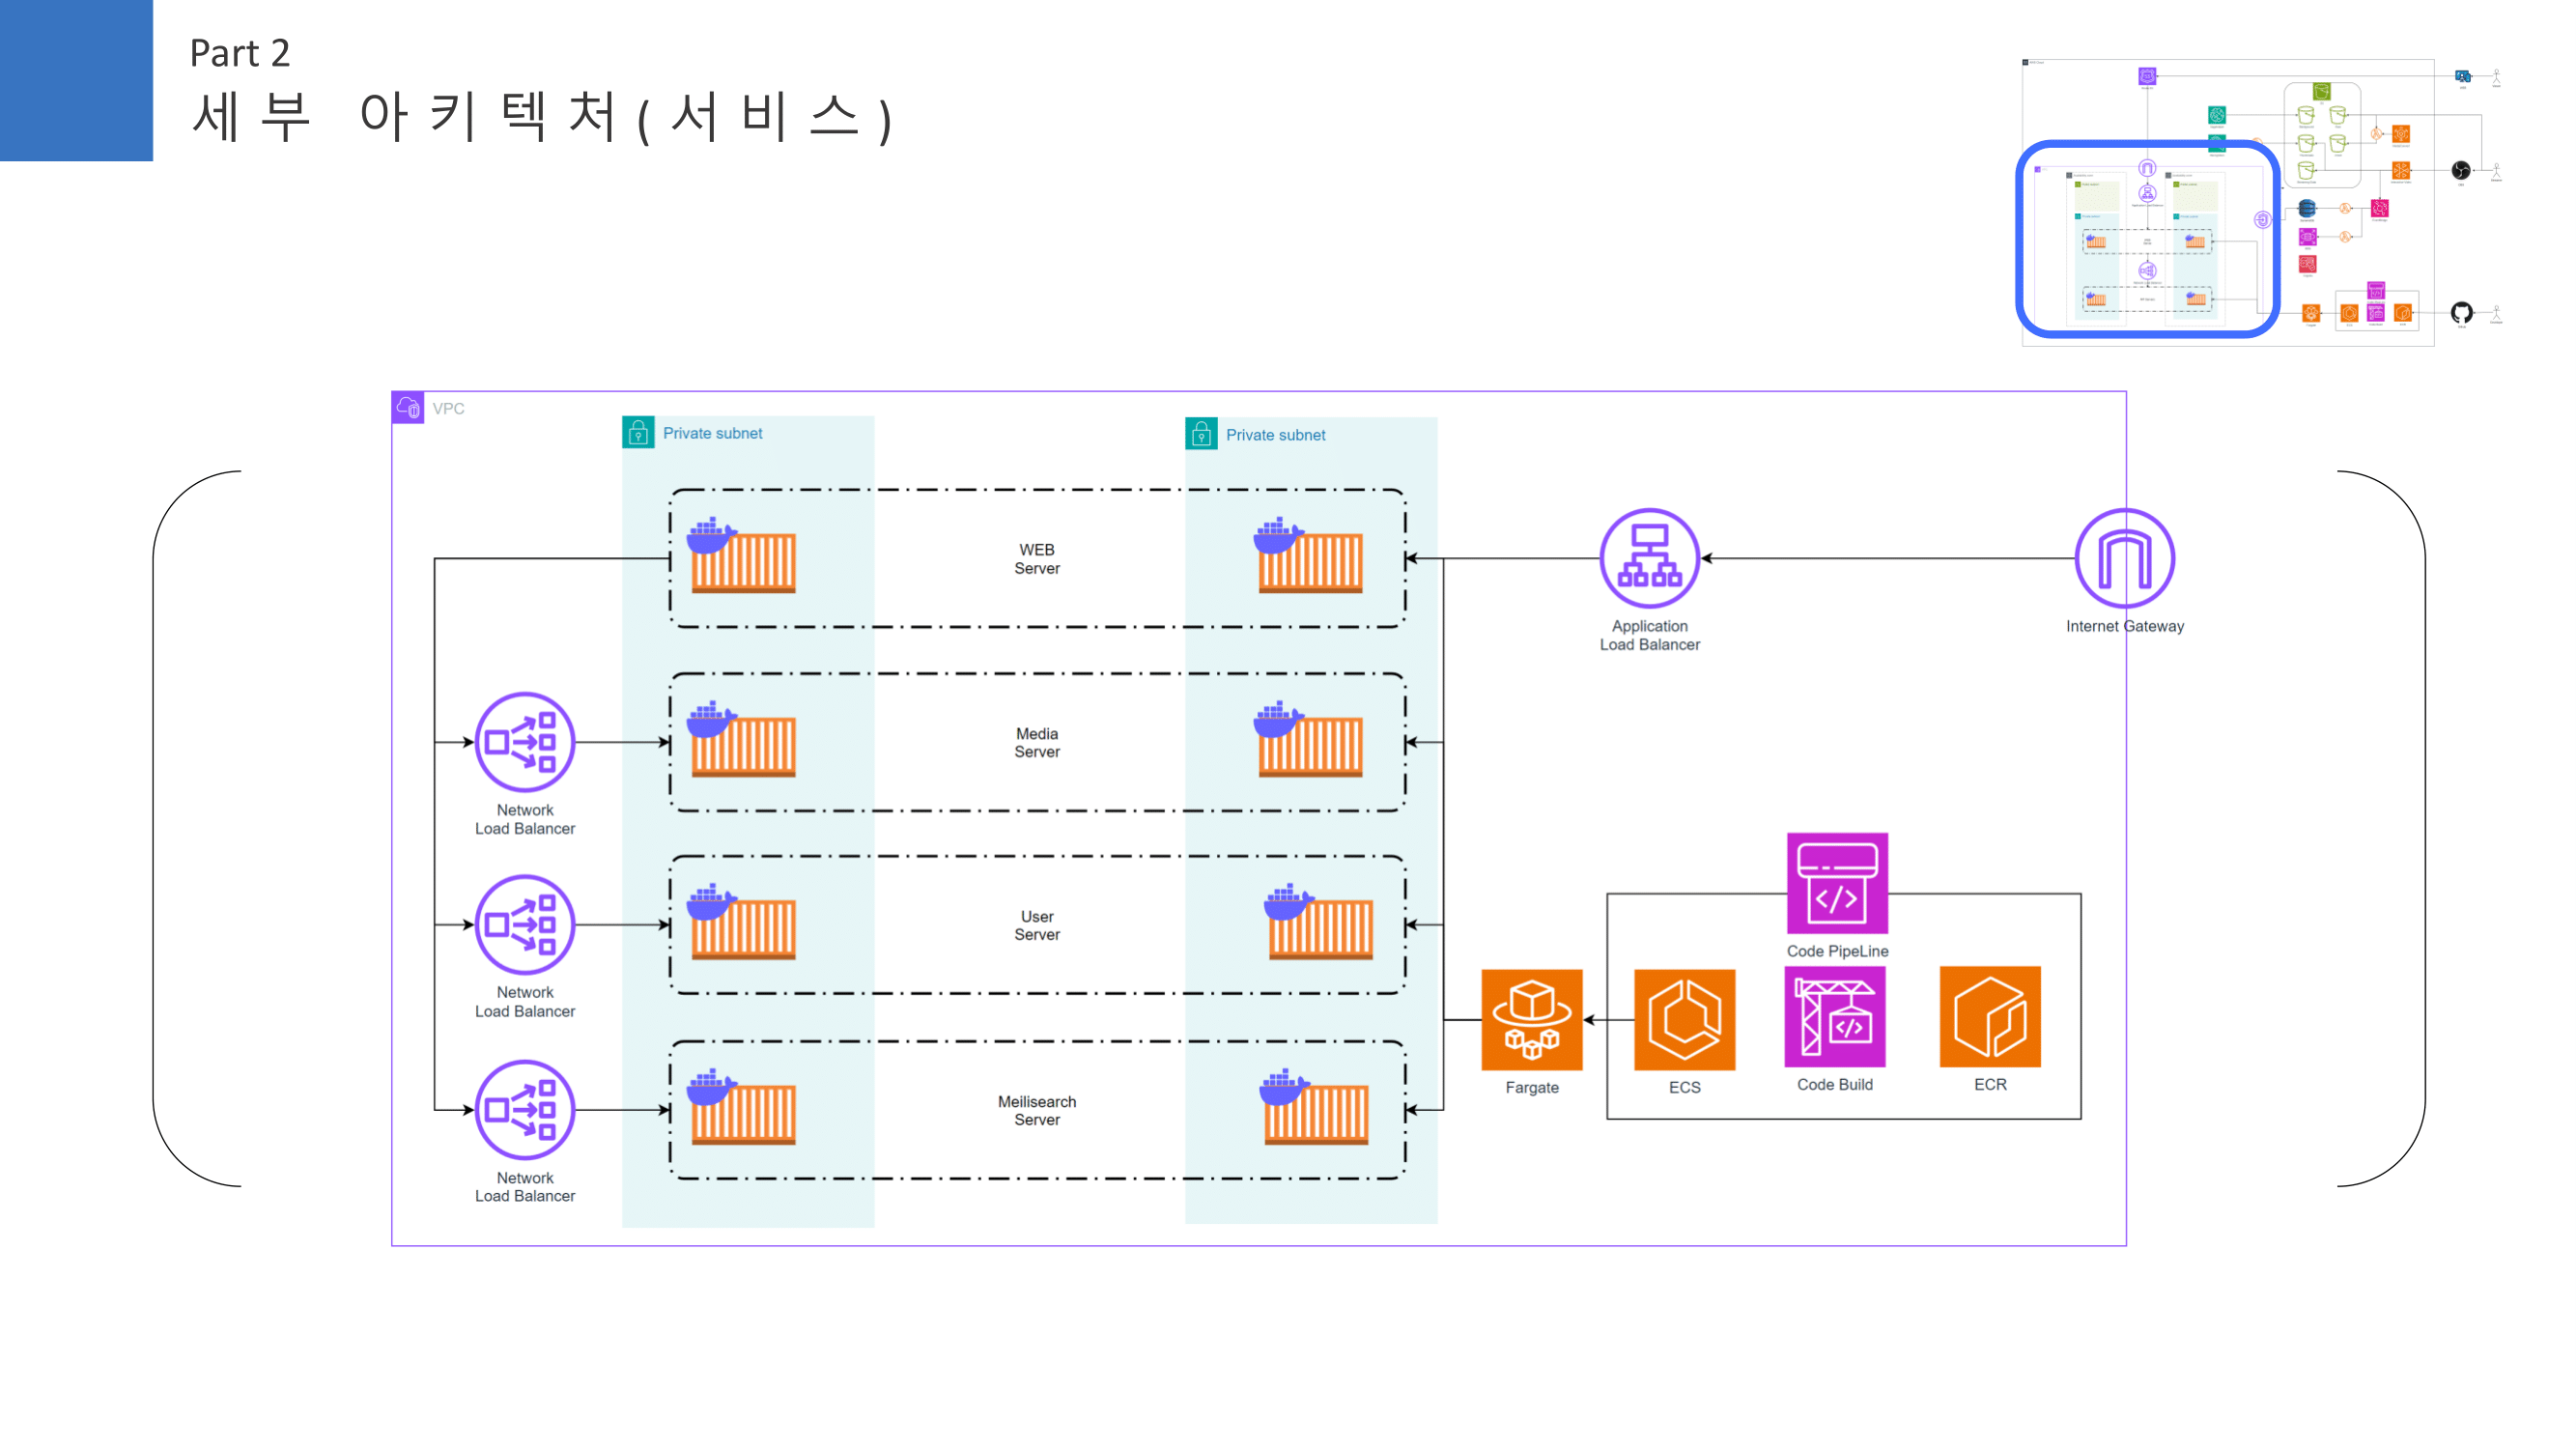 Part 2
세부 아키텍처(서비스)
VPC
Private subnet
Private subnet
WEB
Server
Application
Load Balancer
Internet Gateway
Media
Server
Network
Load Balancer
User
Server
Code PipeLine
Network
Load Balancer
Fargate
ECS
Code Build
ECR
Meilisearch
Server
Network
Load Balancer